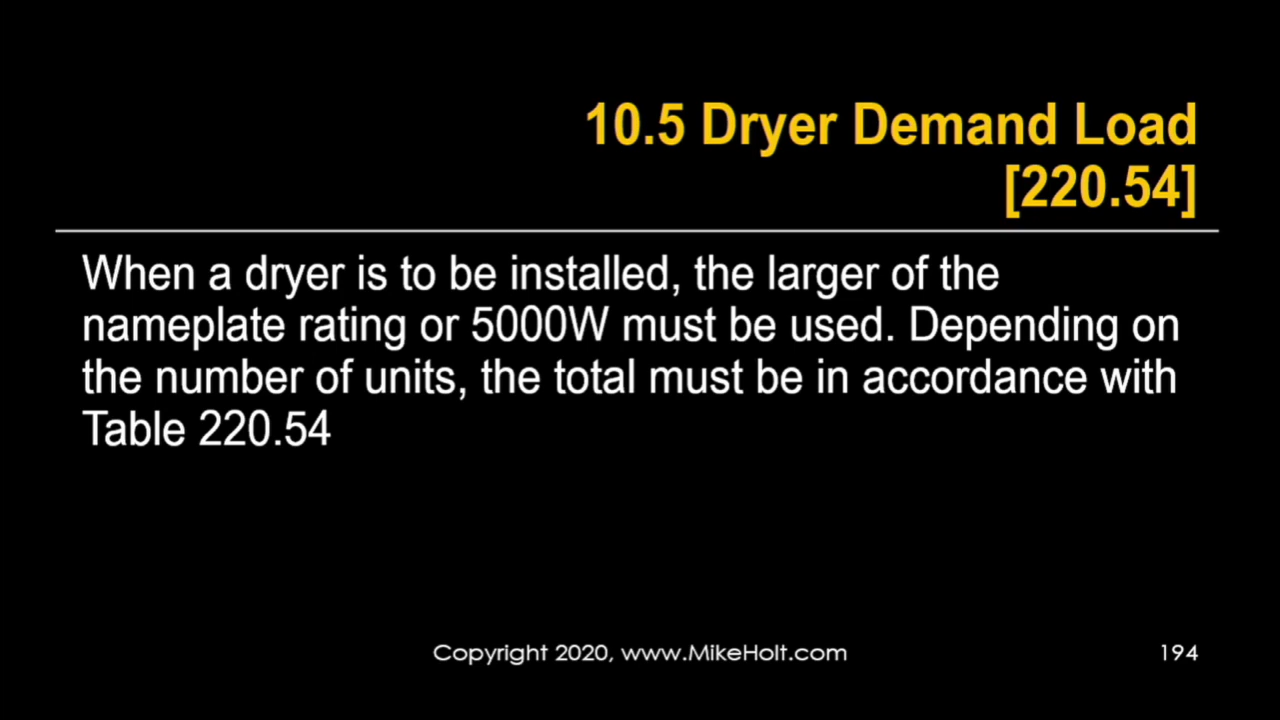 10.5 Dryer Demand Load
[220.54]
When a dryer is to be installed, the larger of the
nameplate rating or 5000W must be used. Depending on
the number of units, the total must be in accordance with
Table 220.54
Copyright 2020, www.MikeHolt.com
194